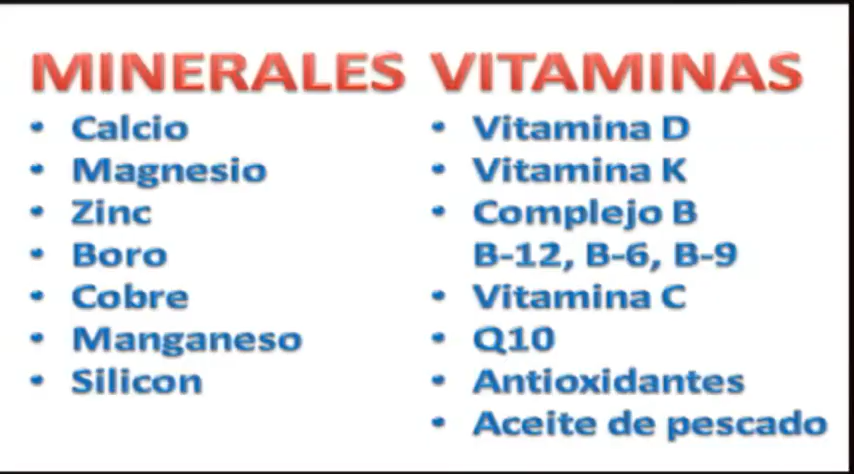 MINERALES
• Calcio
• Magnesio
• Zinc
• Boro
• Cobre
• Manganeso
• Silicon
VITAMINAS
• Vitamina D
• Vitamina K
• Complejo B
B-12, B-6, B-9
• Vitamina C
• Q10
• Antioxidantes
• Aceite de pescado